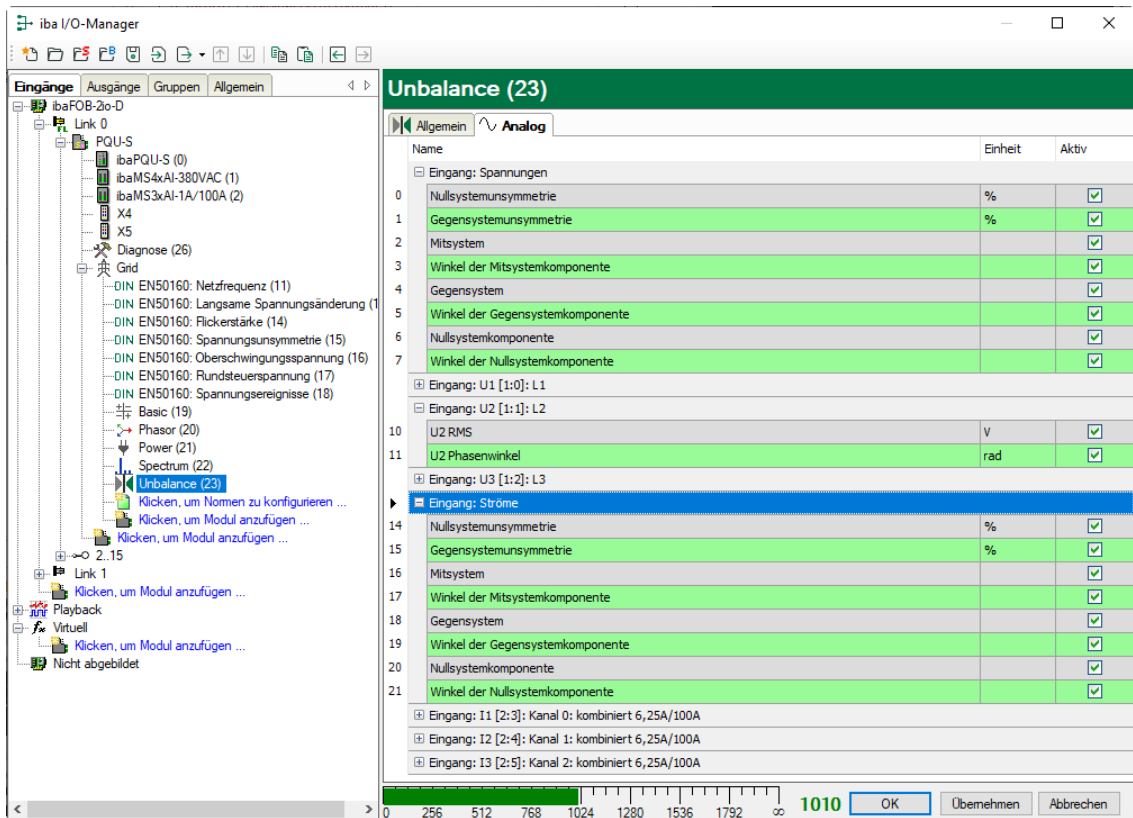 iba I/O-Manager
Eingänge Ausgänge Gruppen Allgemein
ibaFOB-2io-D
Link 0
PQU-S
ibaPQU-S (0)
ibaMS4xAI-380VAC (1)
ibaMS3xAI-1A/100A (2)
X4
X5
Diagnose (26)
Grid
DIN EN50160: Netzfrequenz (11)
DIN EN50160: Langsame Spannungsänderung (1
DIN EN50160: Flickerstärke (14)
DIN EN50160: Spannungsunsymmetrie (15)
DIN EN50160: Oberschwingungsspannung (16)
DIN EN50160: Rundsteuerspannung (17)
DIN EN50160: Spannungsereignisse (18)
Basic (19)
Phasor (20)
Power (21)
Spectrum (22)
Unbalance (23)
Klicken, um Normen zu konfigurieren ...
Klicken, um Modul anzufügen ...
Klicken, um Modul anzufügen ...
2..15
Link 1
Klicken, um Modul anzufügen ...
Playback
fx Virtuell
Klicken, um Modul anzufügen ...
Nicht abgebildet
Unbalance (23)
Allgemein Analog
Name Einheit Aktiv
Eingang: Spannungen
0 Nullsystemunsymmetrie %
1 Gegensystemunsymmetrie %
2 Mitsystem
3 Winkel der Mitsystemkomponente
4 Gegensystem
5 Winkel der Gegensystemkomponente
6 Nullsystemkomponente
7 Winkel der Nullsystemkomponente
Eingang: U1 [1:0]: L1
Eingang: U2 [1:1]: L2
10 U2 RMS V
11 U2 Phasenwinkel rad
Eingang: U3 [1:2]: L3
Eingang: Ströme
14 Nullsystemunsymmetrie %
15 Gegensystemunsymmetrie %
16 Mitsystem
17 Winkel der Mitsystemkomponente
18 Gegensystem
19 Winkel der Gegensystemkomponente
20 Nullsystemkomponente
21 Winkel der Nullsystemkomponente
Eingang: I1 [2:3]: Kanal 0: kombiniert 6,25A/100A
Eingang: I2 [2:4]: Kanal 1: kombiniert 6,25A/100A
Eingang: I3 [2:5]: Kanal 2: kombiniert 6,25A/100A
0 256 512 768 1024 1280 1536 1792 ∞ 1010 OK Übernehmen Abbrechen